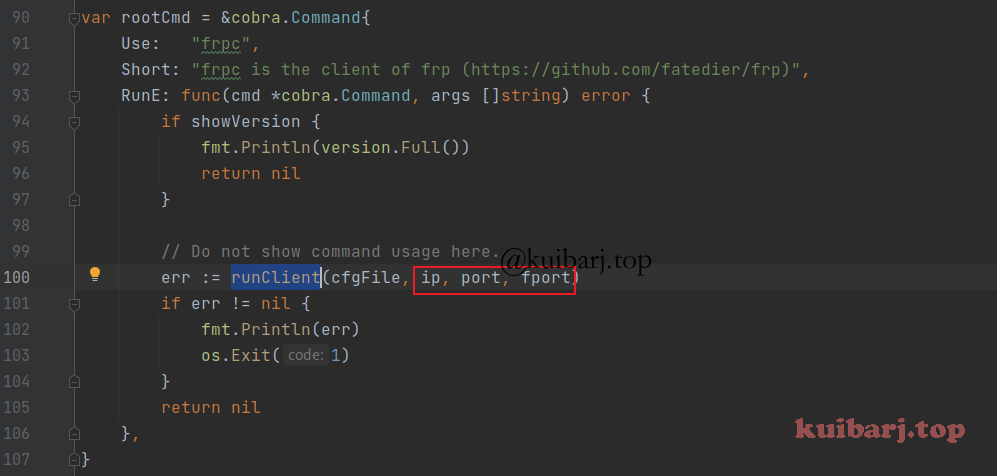 90 var rootCmd = &cobra.Command{
91 Use: "frpc",
92 Short: "frpc is the client of frp (https://github.com/fatedier/frp)",
93 RunE: func(cmd *cobra.Command, args []string) error {
94 if showVersion {
95 fmt.Println(version.Full())
96 return nil
97 }
98
99 // Do not show command usage here.
@kuibarj.top
100 err := runClient(cfgFile, ip, port, fport)
101 if err != nil {
102 fmt.Println(err)
103 os.Exit( code: 1)
104 }
105 return nil
106 },
kuibarj.top
107 }